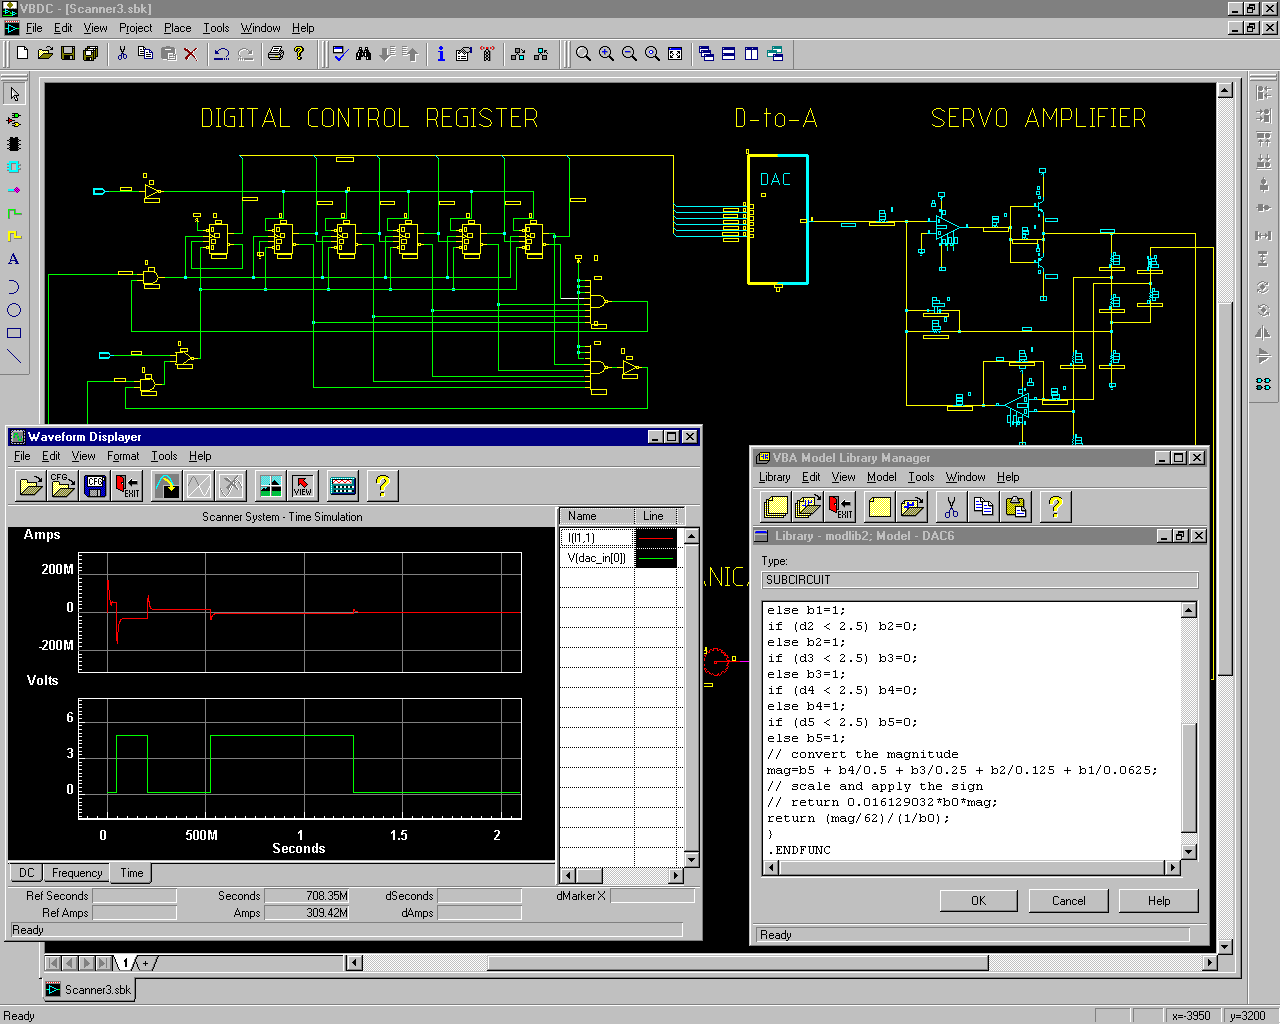 VBDC - [Scanner3.sbk]
File Edit View Project Place Tools Window Help
DIGITAL CONTROL REGISTER
D-to-A
SERVO AMPLIFIER
DAC
Waveform Displayer
File Edit View Format Tools Help
CFG
CFG
EXIT
VIEW
Scanner System - Time Simulation
Amps
200M
0
-200M
Volts
6
3
0
0 500M 1 1.5 2
Seconds
Name Line
I(l1,1)
V(dac_in[0])
DC Frequency Time
Ref Seconds Seconds 708.35M dSeconds dMarker X
Ref Amps Amps 309.42M dAmps
Ready
VBA Model Library Manager
Library Edit View Model Tools Window Help
EXIT
Library - modlib2; Model - DAC6
Type:
SUBCIRCUIT
else b1=1;
if (d2 < 2.5) b2=0;
else b2=1;
if (d3 < 2.5) b3=0;
else b3=1;
if (d4 < 2.5) b4=0;
else b4=1;
if (d5 < 2.5) b5=0;
else b5=1;
// convert the magnitude
mag=b5 + b4/0.5 + b3/0.25 + b2/0.125 + b1/0.0625;
// scale and apply the sign
// return 0.016129032*b0*mag;
return (mag/62)/(1/b0);
}
.ENDFUNC
OK Cancel Help
Ready
1 +
Scanner3.sbk
Ready x=-3950 y=3200